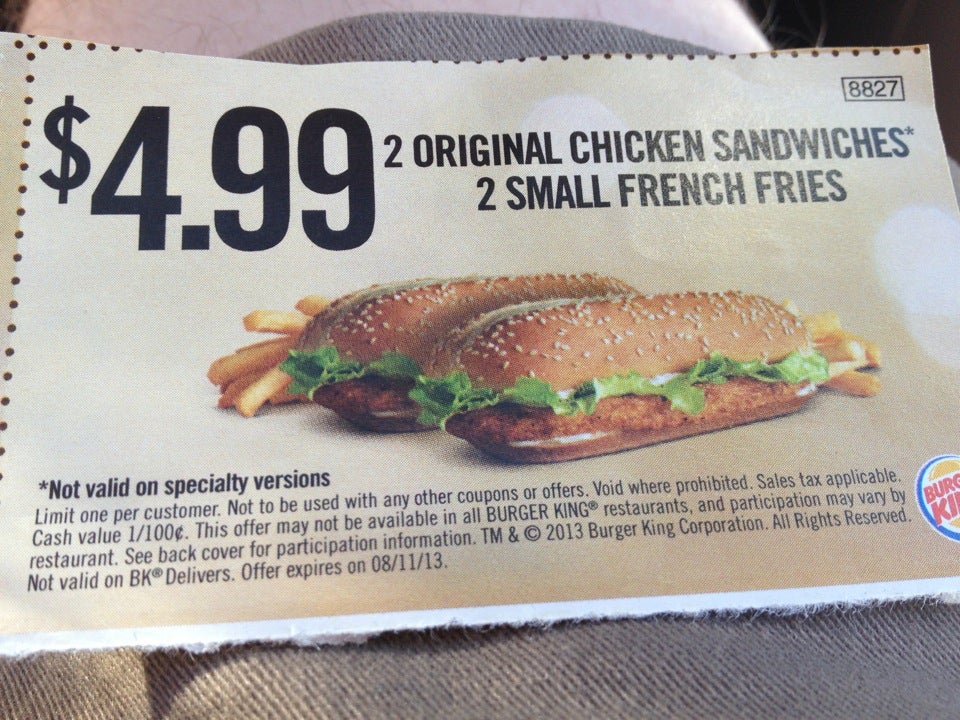 8827
$4.99
2 ORIGINAL CHICKEN SANDWICHES*
2 SMALL FRENCH FRIES
*Not valid on specialty versions
Limit one per customer. Not to be used with any other coupons or offers. Void where prohibited. Sales tax applicable.
Cash value 1/100¢. This offer may not be available in all BURGER KING® restaurants, and participation may vary by
restaurant. See back cover for participation information. TM & © 2013 Burger King Corporation. All Rights Reserved.
Not valid on BK® Delivers. Offer expires on 08/11/13.